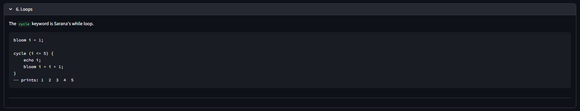 6. Loops
The cycle keyword is Sarana's while loop.
bloom i = 1;
cycle (i <= 5) {
    echo i;
    bloom i = i + 1;
}
-- prints: 1 2 3 4 5